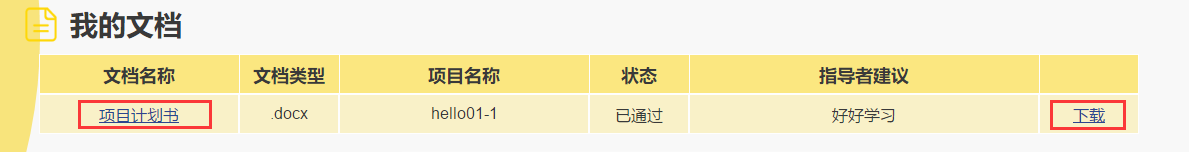 我的文档
文档名称 文档类型 项目名称 状态 指导者建议
项目计划书 .docx hello01-1 已通过 好好学习 下载